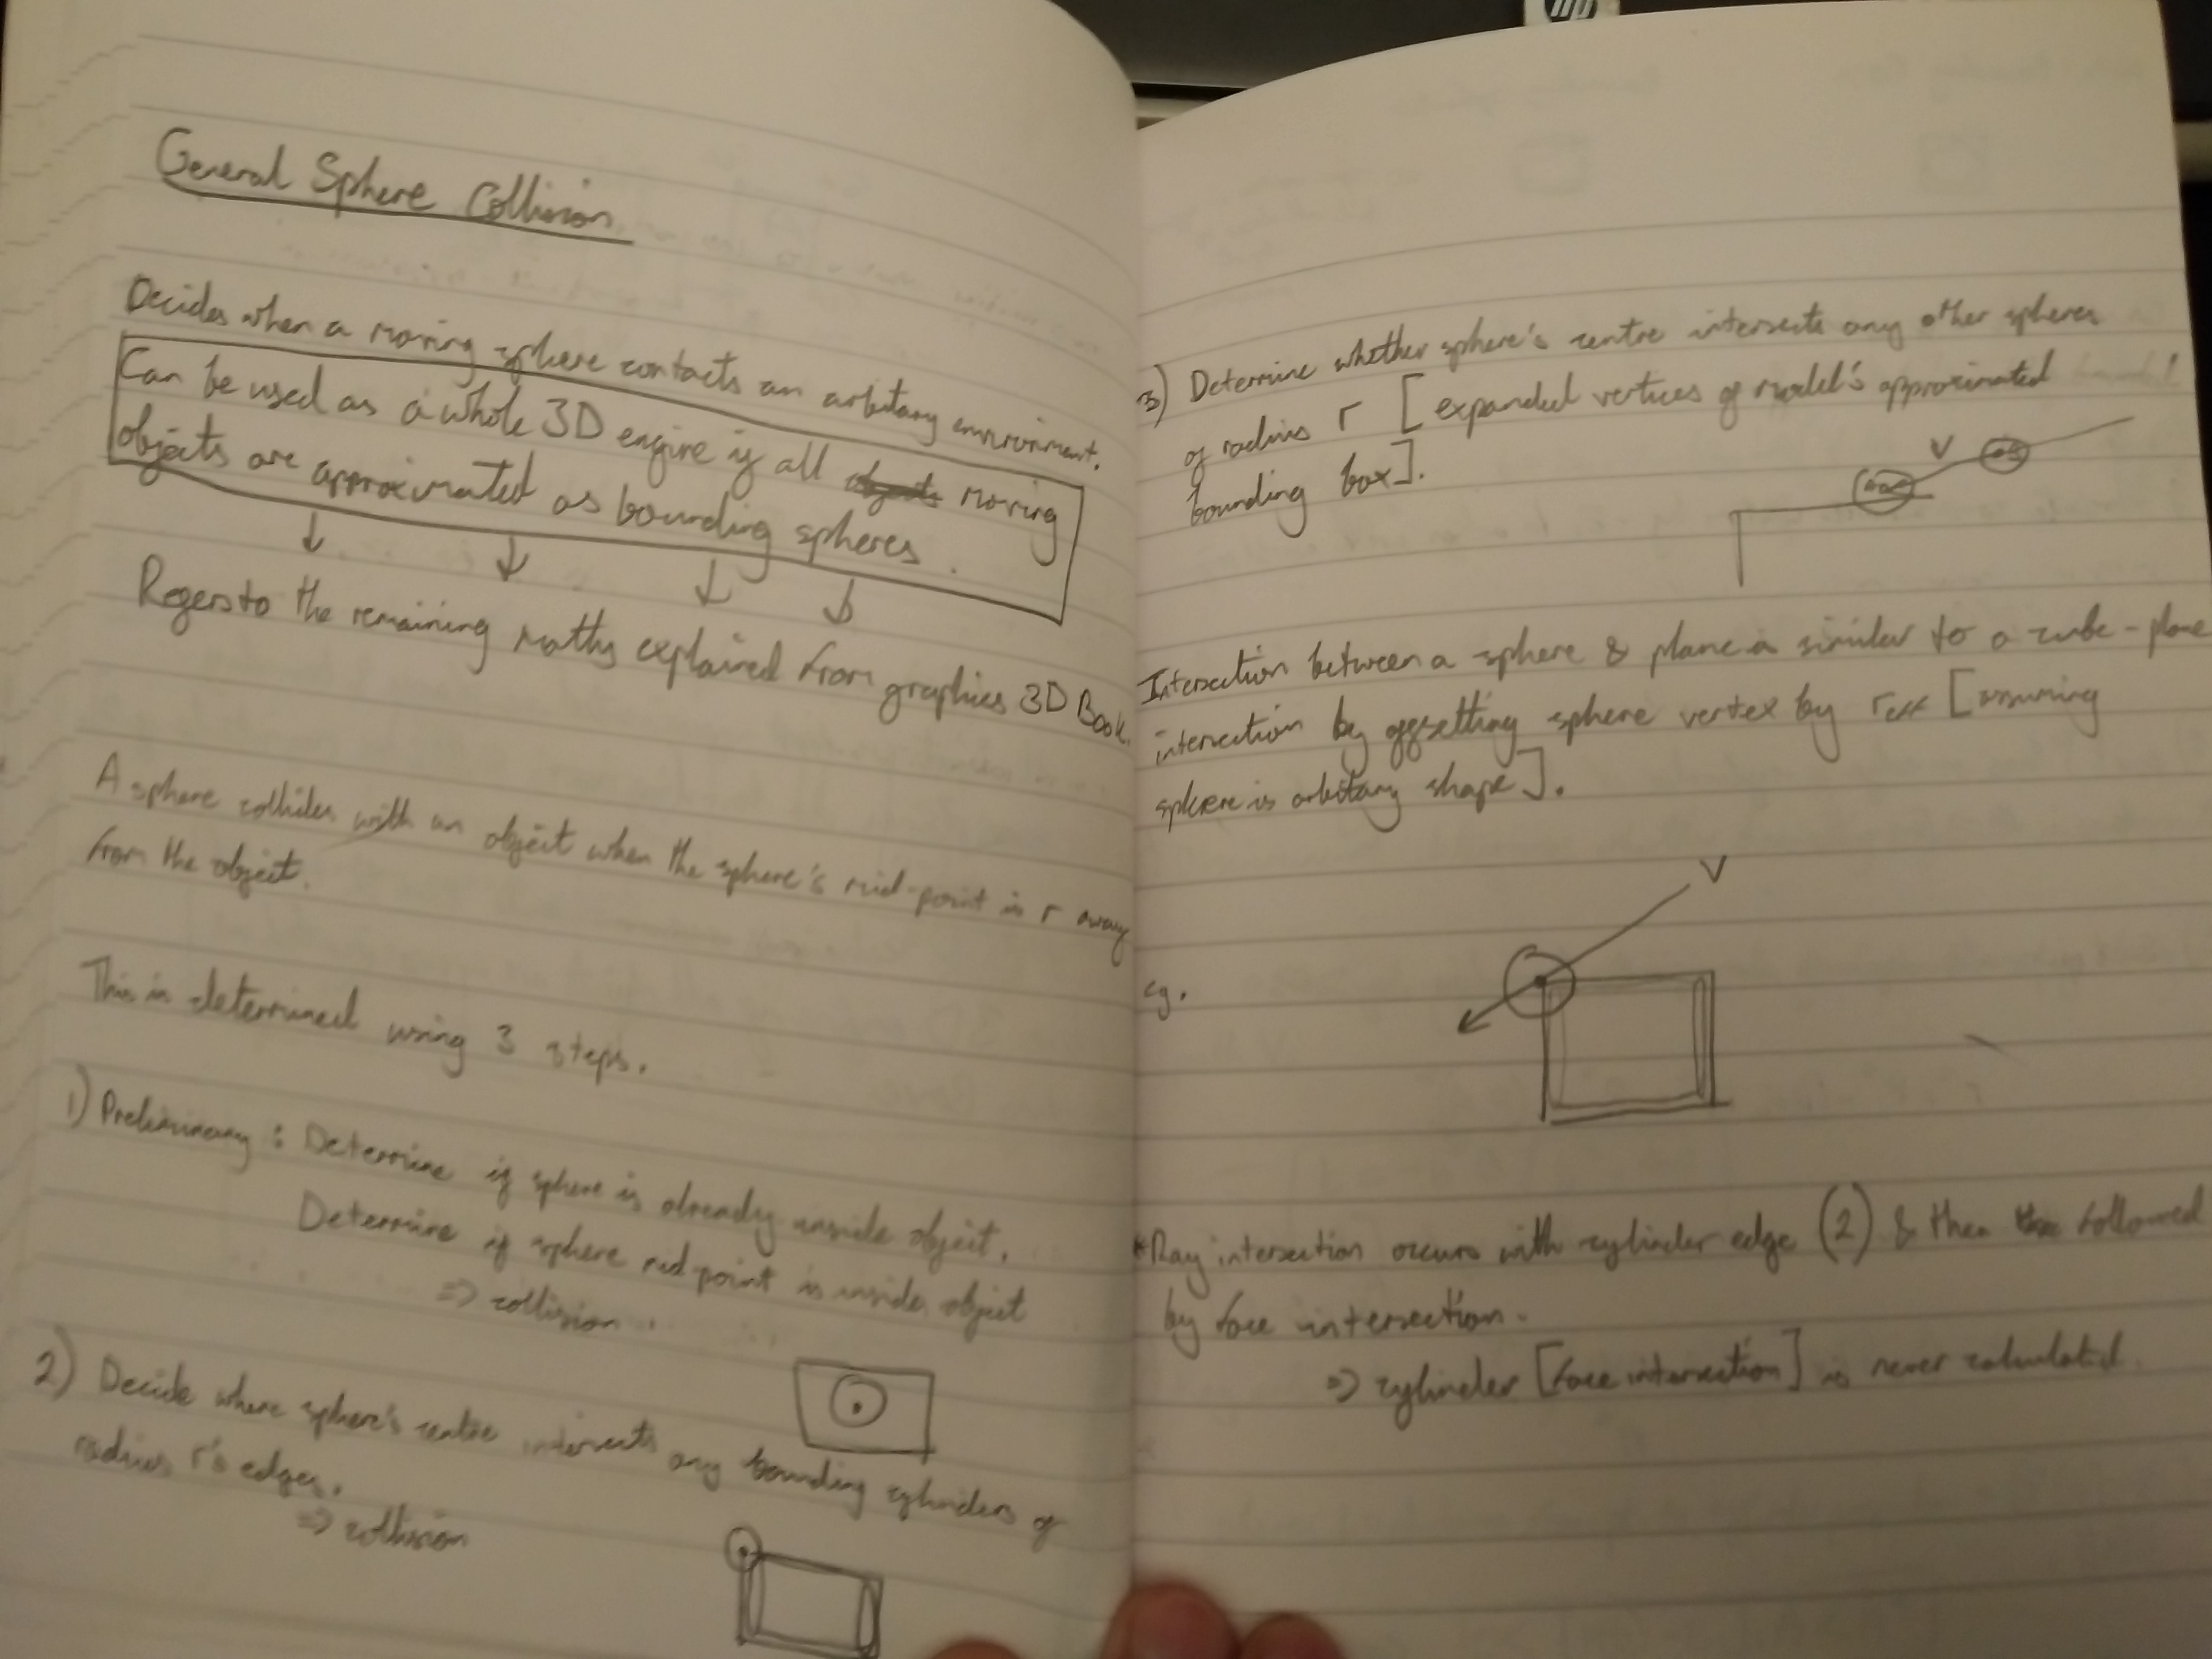 General Sphere Collision
Decides when a moving sphere contacts an arbitary environment.
Can be used as a whole 3D engine if all objects moving
objects are approximated as bounding spheres.
Refers to the remaining maths explained from graphics 3D Book.
A sphere collides with an object when the sphere's mid-point is r away
from the object.
This is determined using 3 steps.
1) Preliminary : Determine if sphere is already inside object.
Determine if sphere mid point is inside object
=> collision.
2) Decide where sphere's centre intersects any bounding cylinders of
radius r's edges.
=> collision
3) Determine whether sphere's centre intersects any other spheres
of radius r [expanded vertices of model's approximated
bounding box].
V
Intersection between a sphere & plane is similar to a cube-plane
intersection by offsetting sphere vertex by reff [assuming
sphere is arbitary shape].
V
eg.
*Ray intersection occurs with cylinder edge (2) & then followed
by face intersection.
=> cylinder [face intersection] is never calculated.
hp